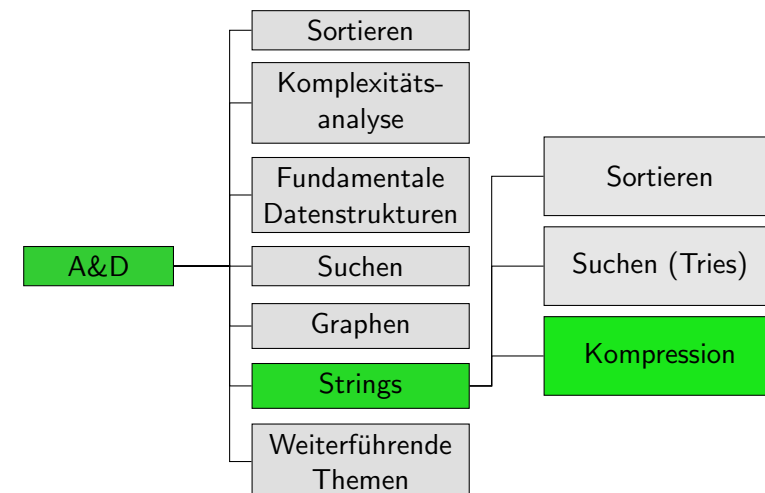 A&D
Sortieren
Komplexitäts-
analyse
Fundamentale
Datenstrukturen
Suchen
Graphen
Strings
Weiterführende
Themen
Sortieren
Suchen (Tries)
Kompression